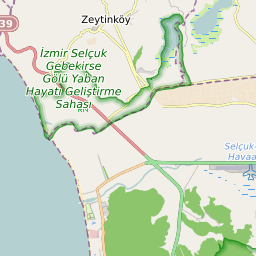 Zeytinköy
39
İzmir Selçuk
Gebekirse
Gölü Yaban
Hayatı Geliştirme
Sahası
Selçuk-
Havaa